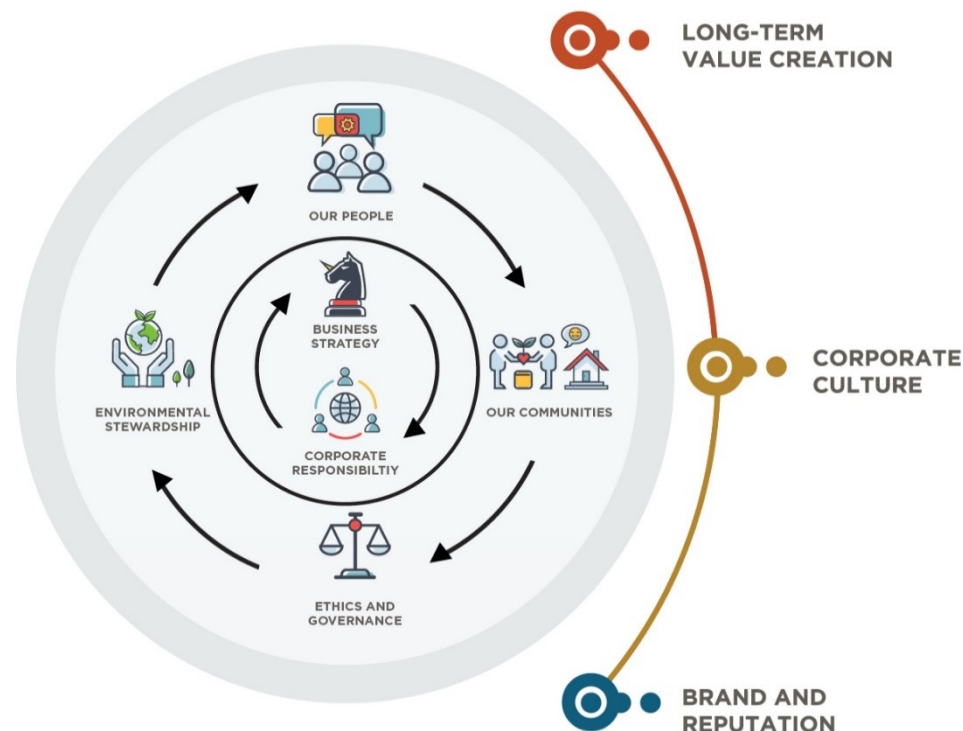 LONG-TERM
VALUE CREATION
OUR PEOPLE
BUSINESS
STRATEGY
ENVIRONMENTAL
STEWARDSHIP
OUR COMMUNITIES
CORPORATE
CULTURE
CORPORATE
RESPONSIBILTIY
ETHICS AND
GOVERNANCE
BRAND AND
REPUTATION